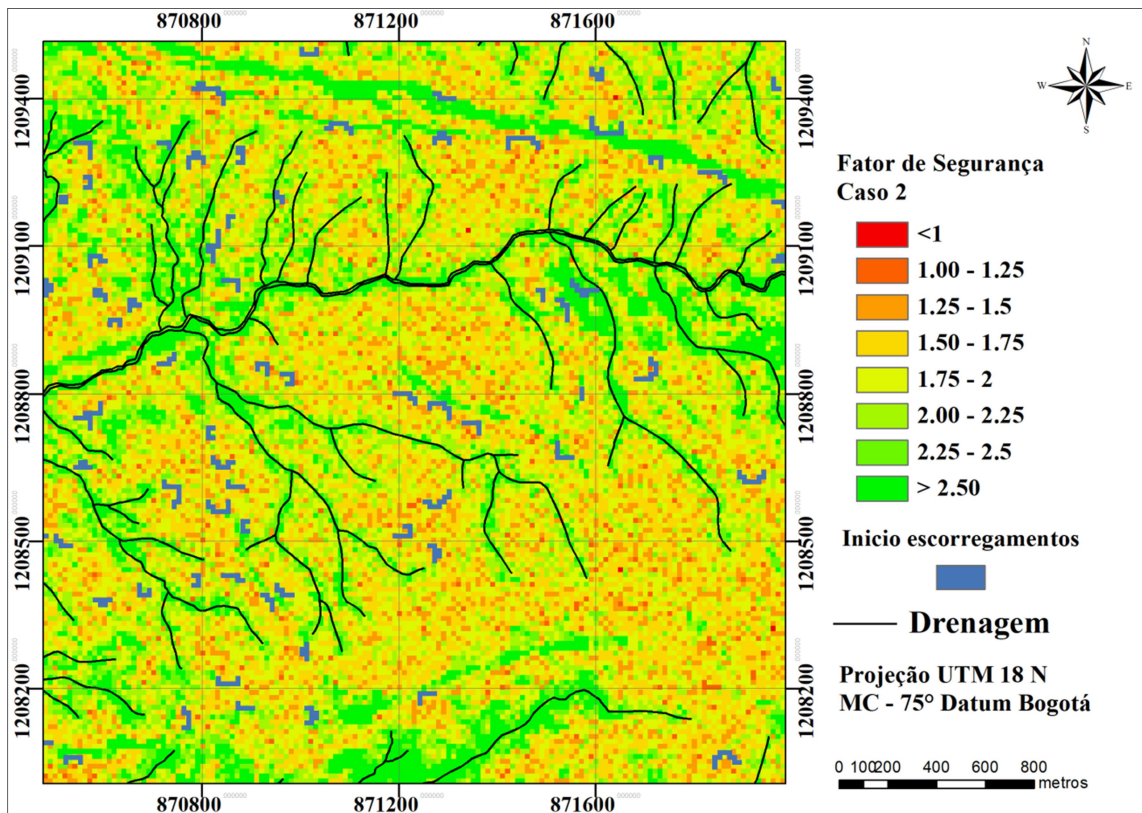 870800 871200 871600
N
W E
S
1209400
1209100
1208800
1208500
1208200
1209400
1209100
1208800
1208500
1208200
870800 871200 871600
Fator de Segurança
Caso 2
<1
1.00 - 1.25
1.25 - 1.5
1.50 - 1.75
1.75 - 2
2.00 - 2.25
2.25 - 2.5
> 2.50
Inicio escorregamentos
Drenagem
Projeção UTM 18 N
MC - 75° Datum Bogotá
0 100200 400 600 800
metros